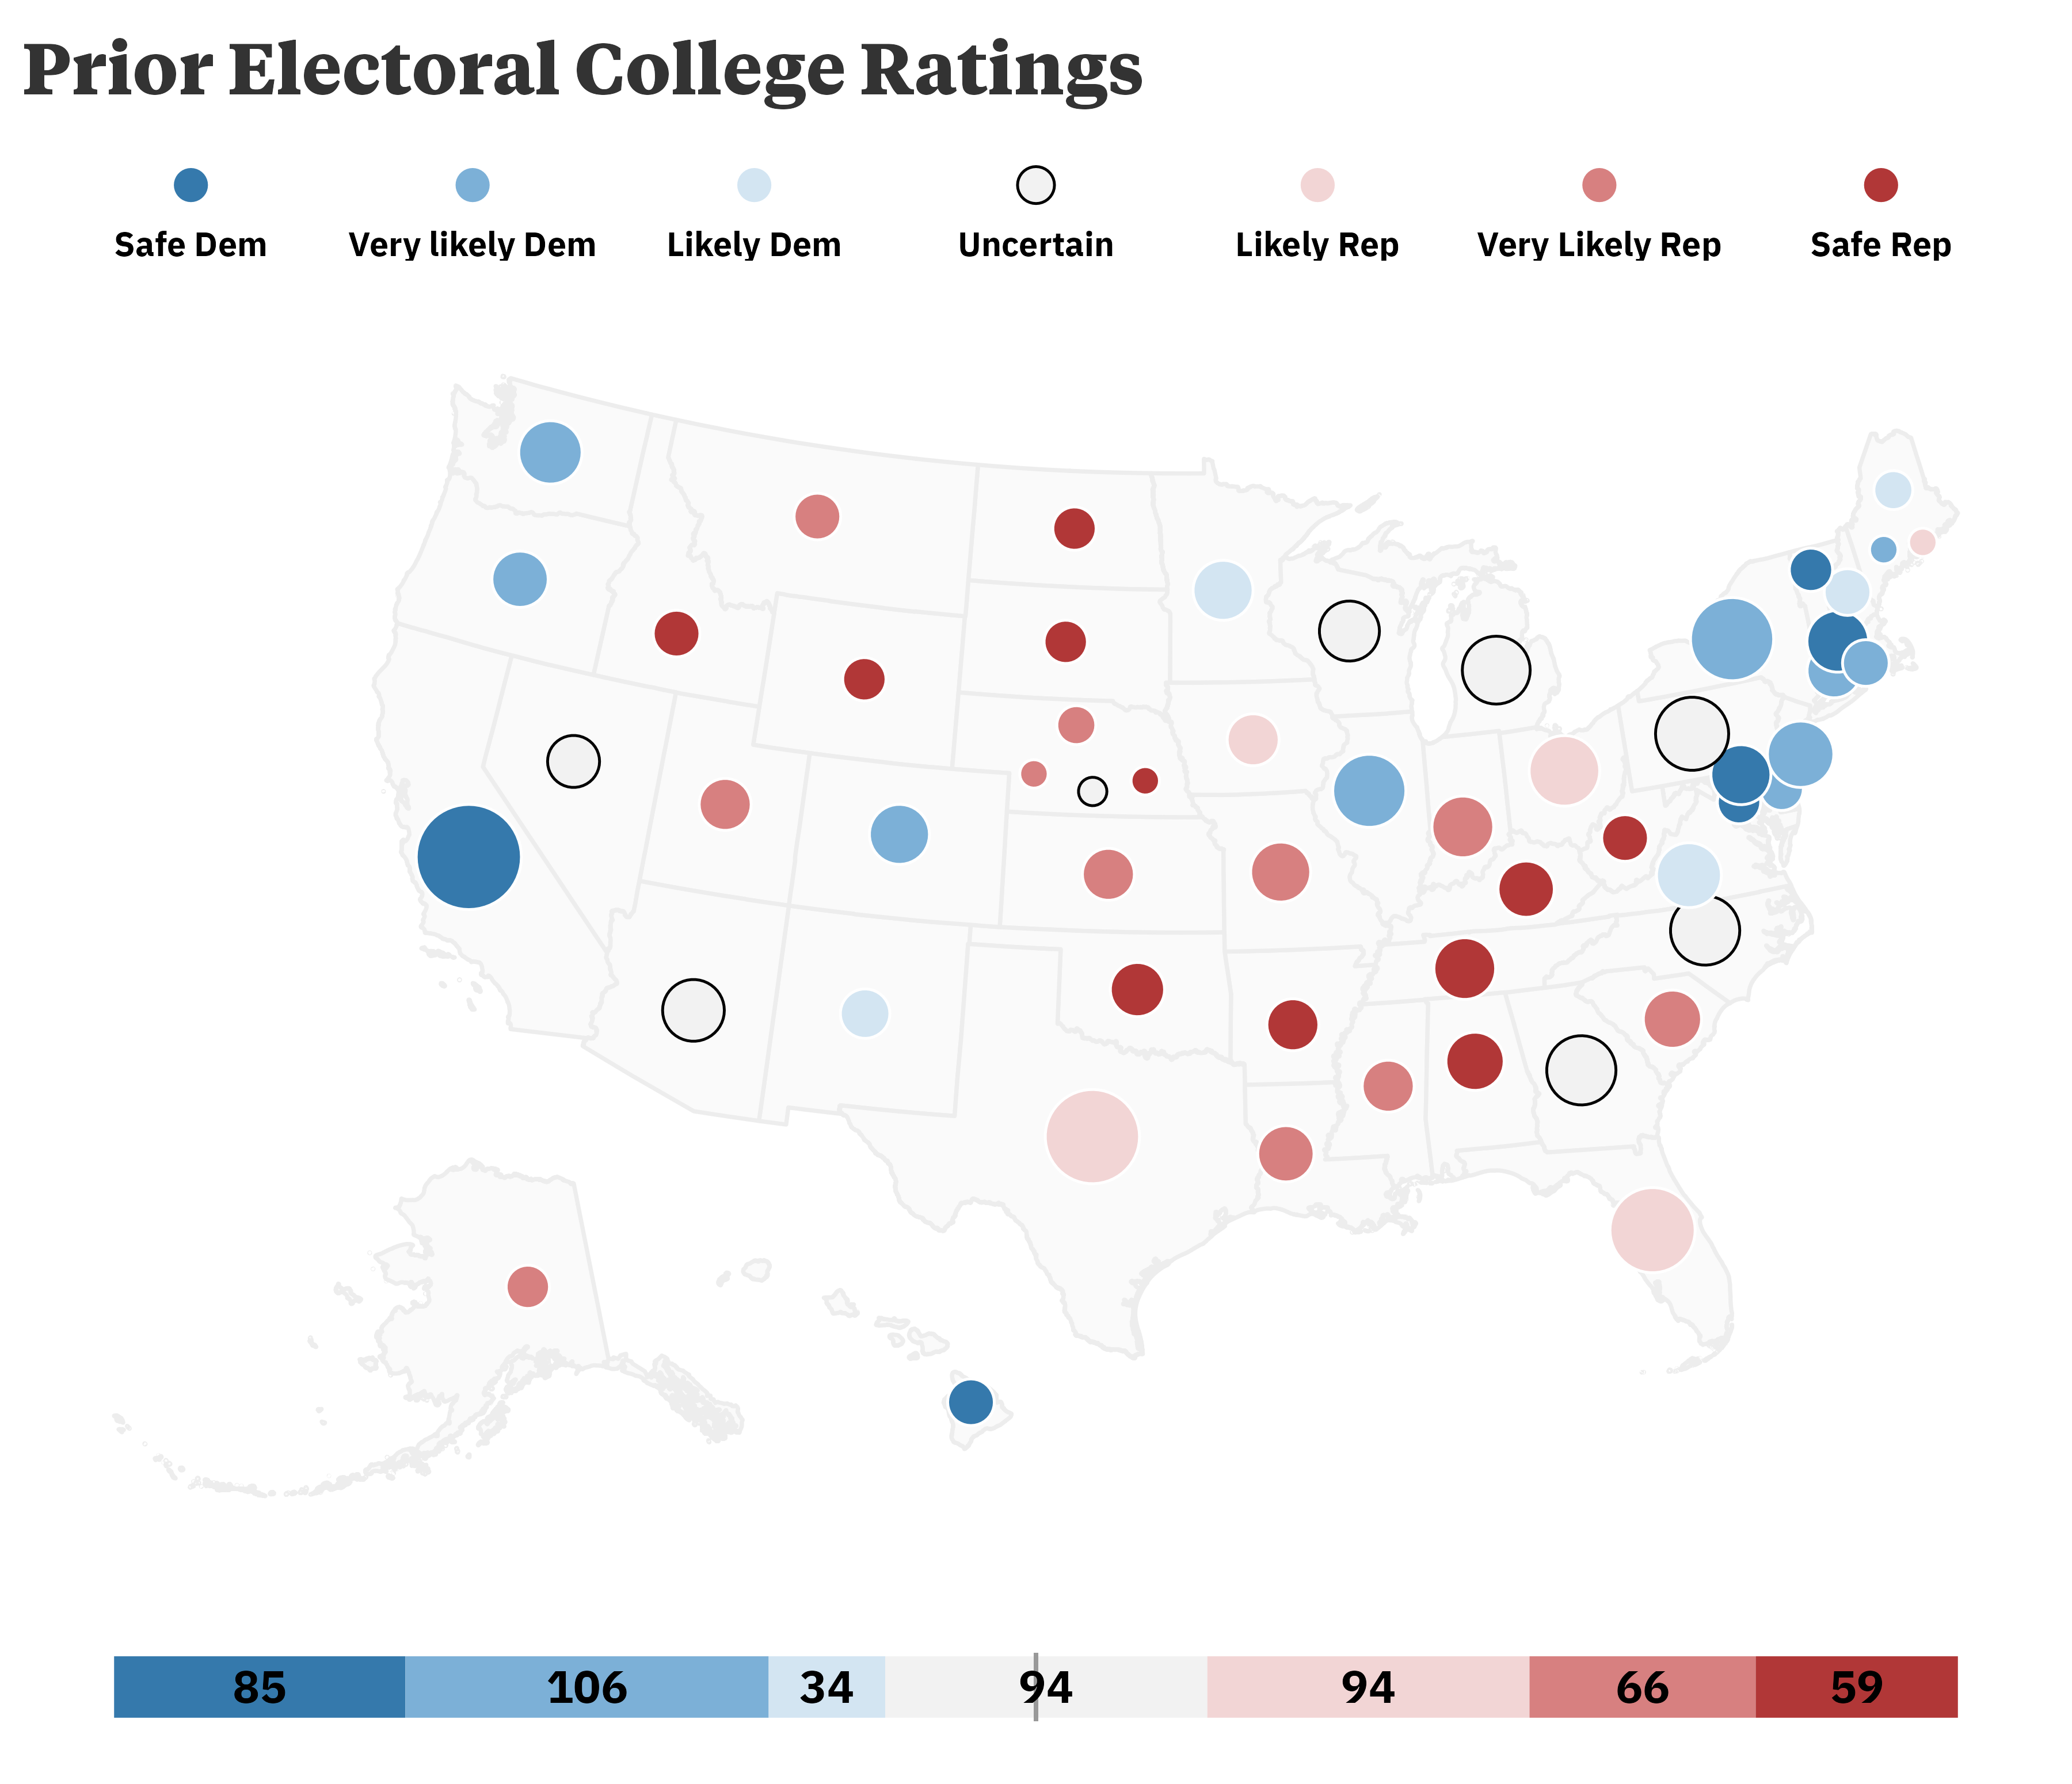 Prior Electoral College Ratings
Safe Dem Very likely Dem Likely Dem Uncertain Likely Rep Very Likely Rep Safe Rep
85 106 34 94 94 66 59